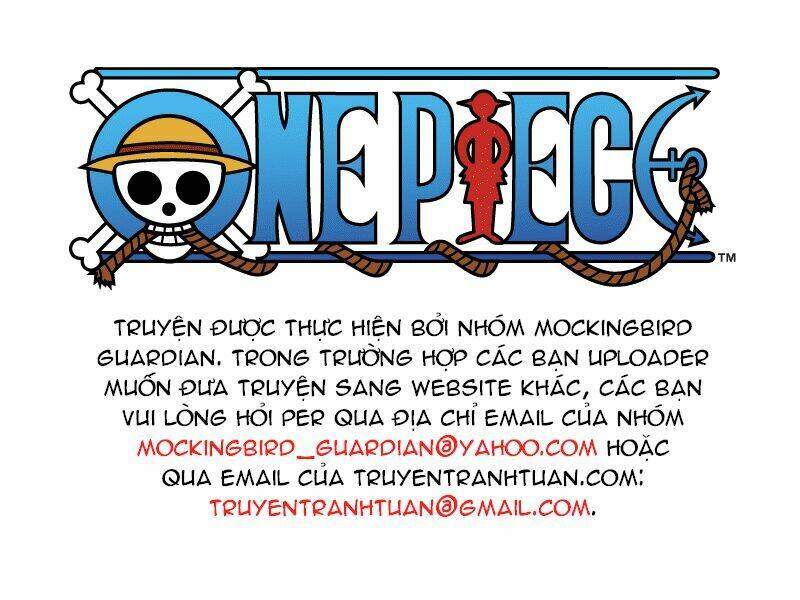 ONE PIECE
TM
TRUYỆN ĐƯỢC THỰC HIỆN BỞI NHÓM MOCKINGBIRD
GUARDIAN. TRONG TRƯỜNG HỢP CÁC BẠN UPLOADER
MUỐN ĐƯA TRUYỆN SANG WEBSITE KHÁC, CÁC BẠN
VUI LÒNG HỎI PER QUA ĐỊA CHỈ EMAIL CỦA NHÓM
MOCKINGBIRD_GUARDIAN@YAHOO.COM HOẶC
QUA EMAIL CỦA TRUYENTRANHTUAN.COM:
TRUYENTRANHTUAN@GMAIL.COM.